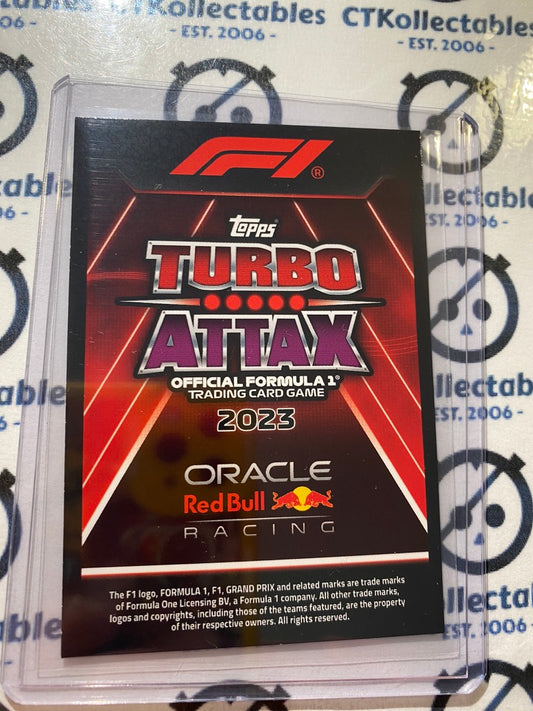 CTKollectables
- EST. 2006 -
CTKollectables
- EST. 2006 -
F1®
topps®
TURBO
ATTAX
OFFICIAL FORMULA 1®
TRADING CARD GAME
2023
ORACLE
Red Bull
RACING
The F1 logo, FORMULA 1, F1, GRAND PRIX and related marks are trade marks
of Formula One Licensing BV, a Formula 1 company. All other trade marks,
logos and copyrights, including those of the teams featured, are the property
of their respective owners. All rights reserved.